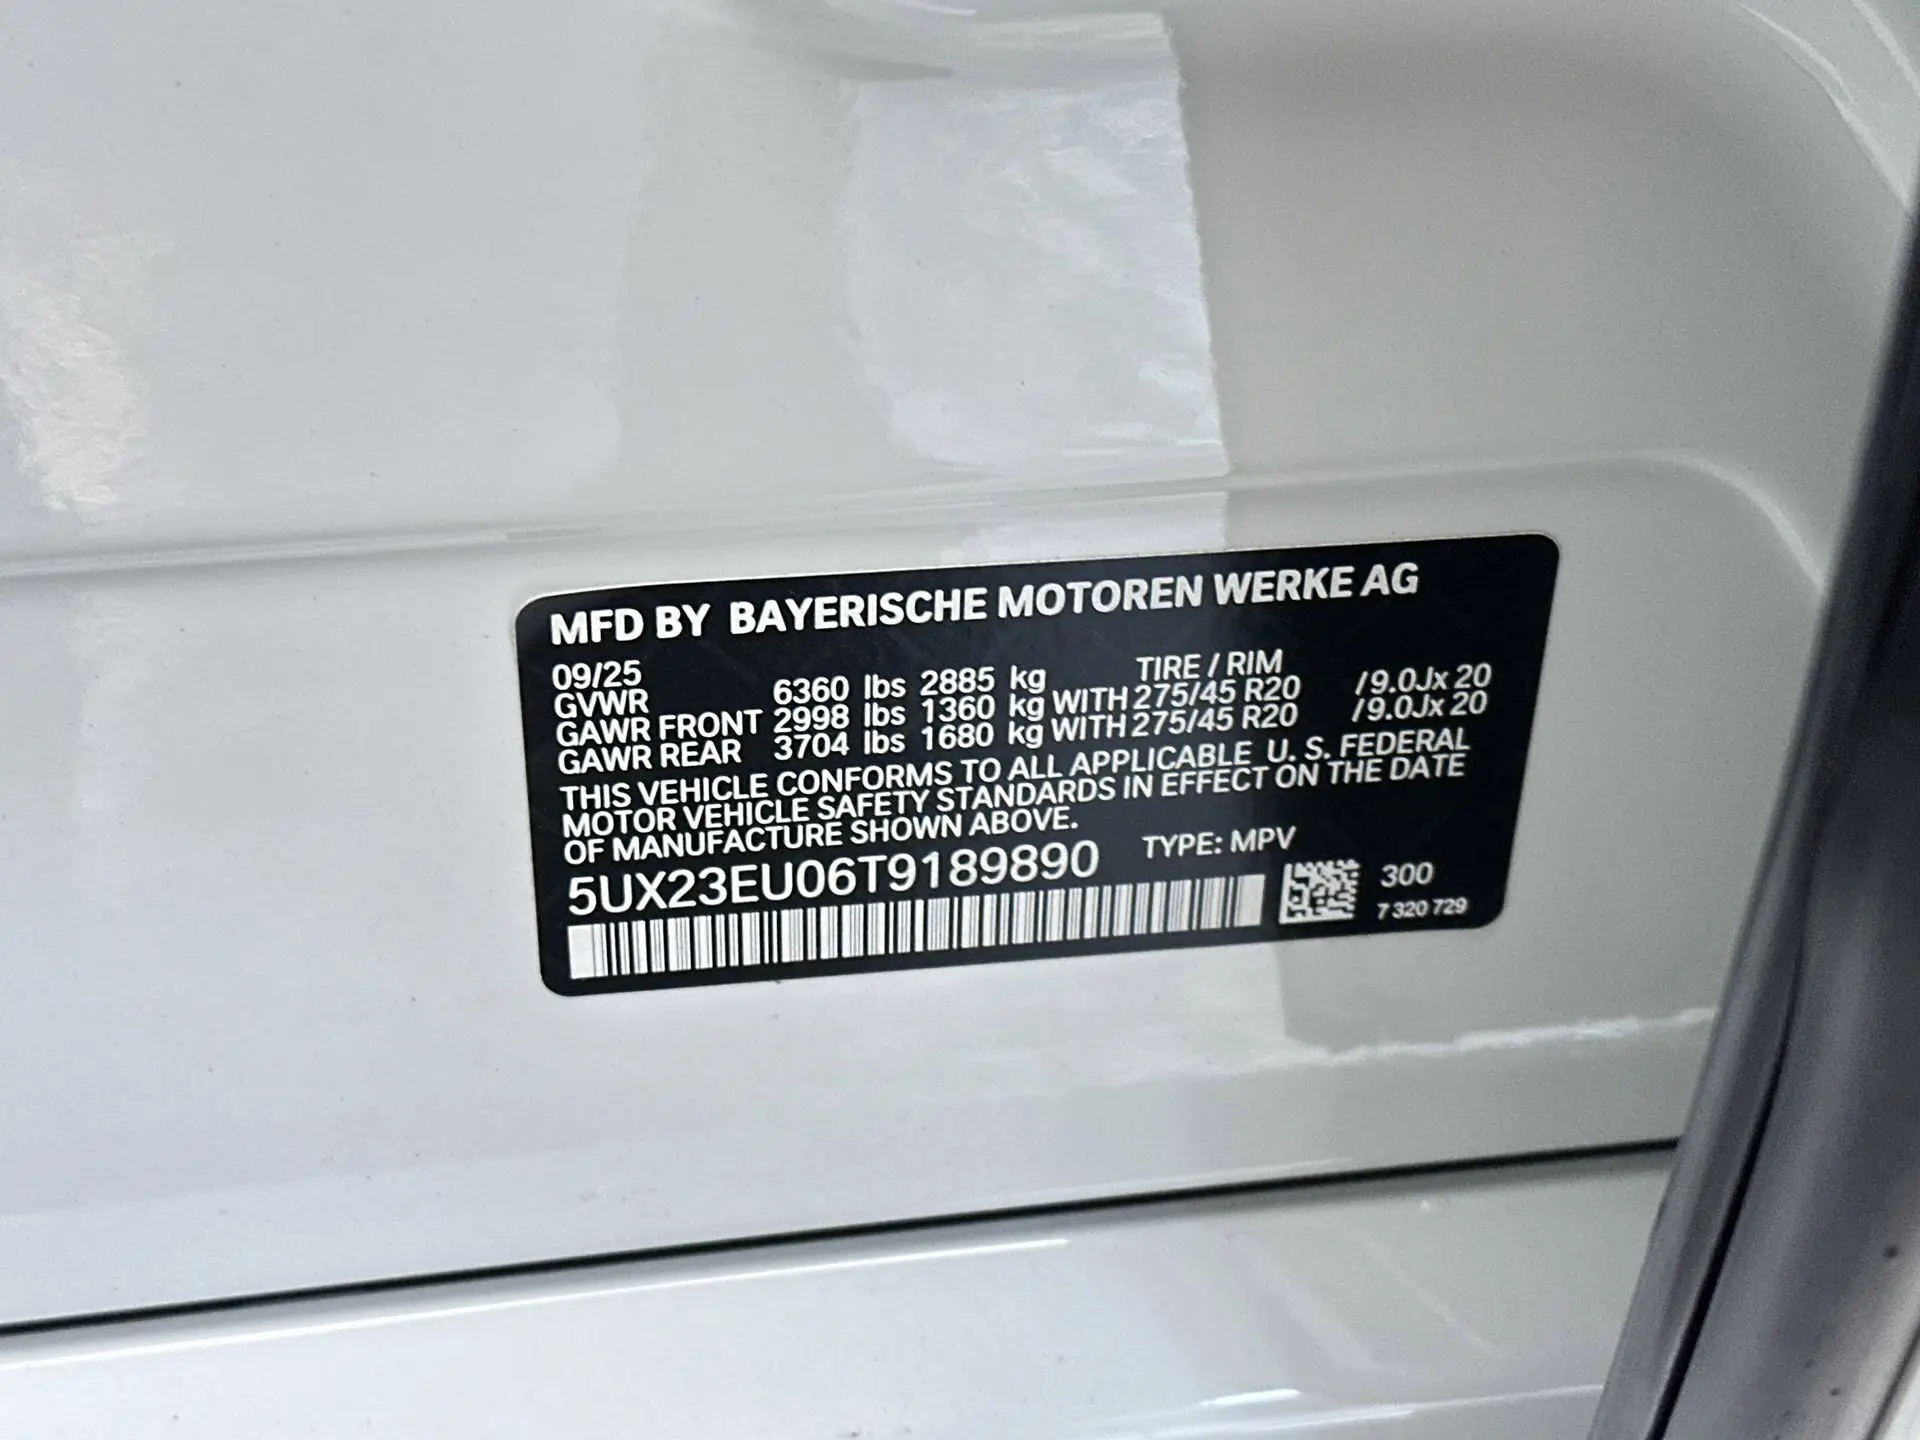 MFD BY BAYERISCHE MOTOREN WERKE AG
09/25 TIRE / RIM
GVWR 6360 lbs 2885 kg
GAWR FRONT 2998 lbs 1360 kg WITH 275/45 R20 /9.0Jx 20
GAWR REAR 3704 lbs 1680 kg WITH 275/45 R20 /9.0Jx 20
THIS VEHICLE CONFORMS TO ALL APPLICABLE U. S. FEDERAL
MOTOR VEHICLE SAFETY STANDARDS IN EFFECT ON THE DATE
OF MANUFACTURE SHOWN ABOVE.
5UX23EU06T9189890 TYPE: MPV
300
7 320 729